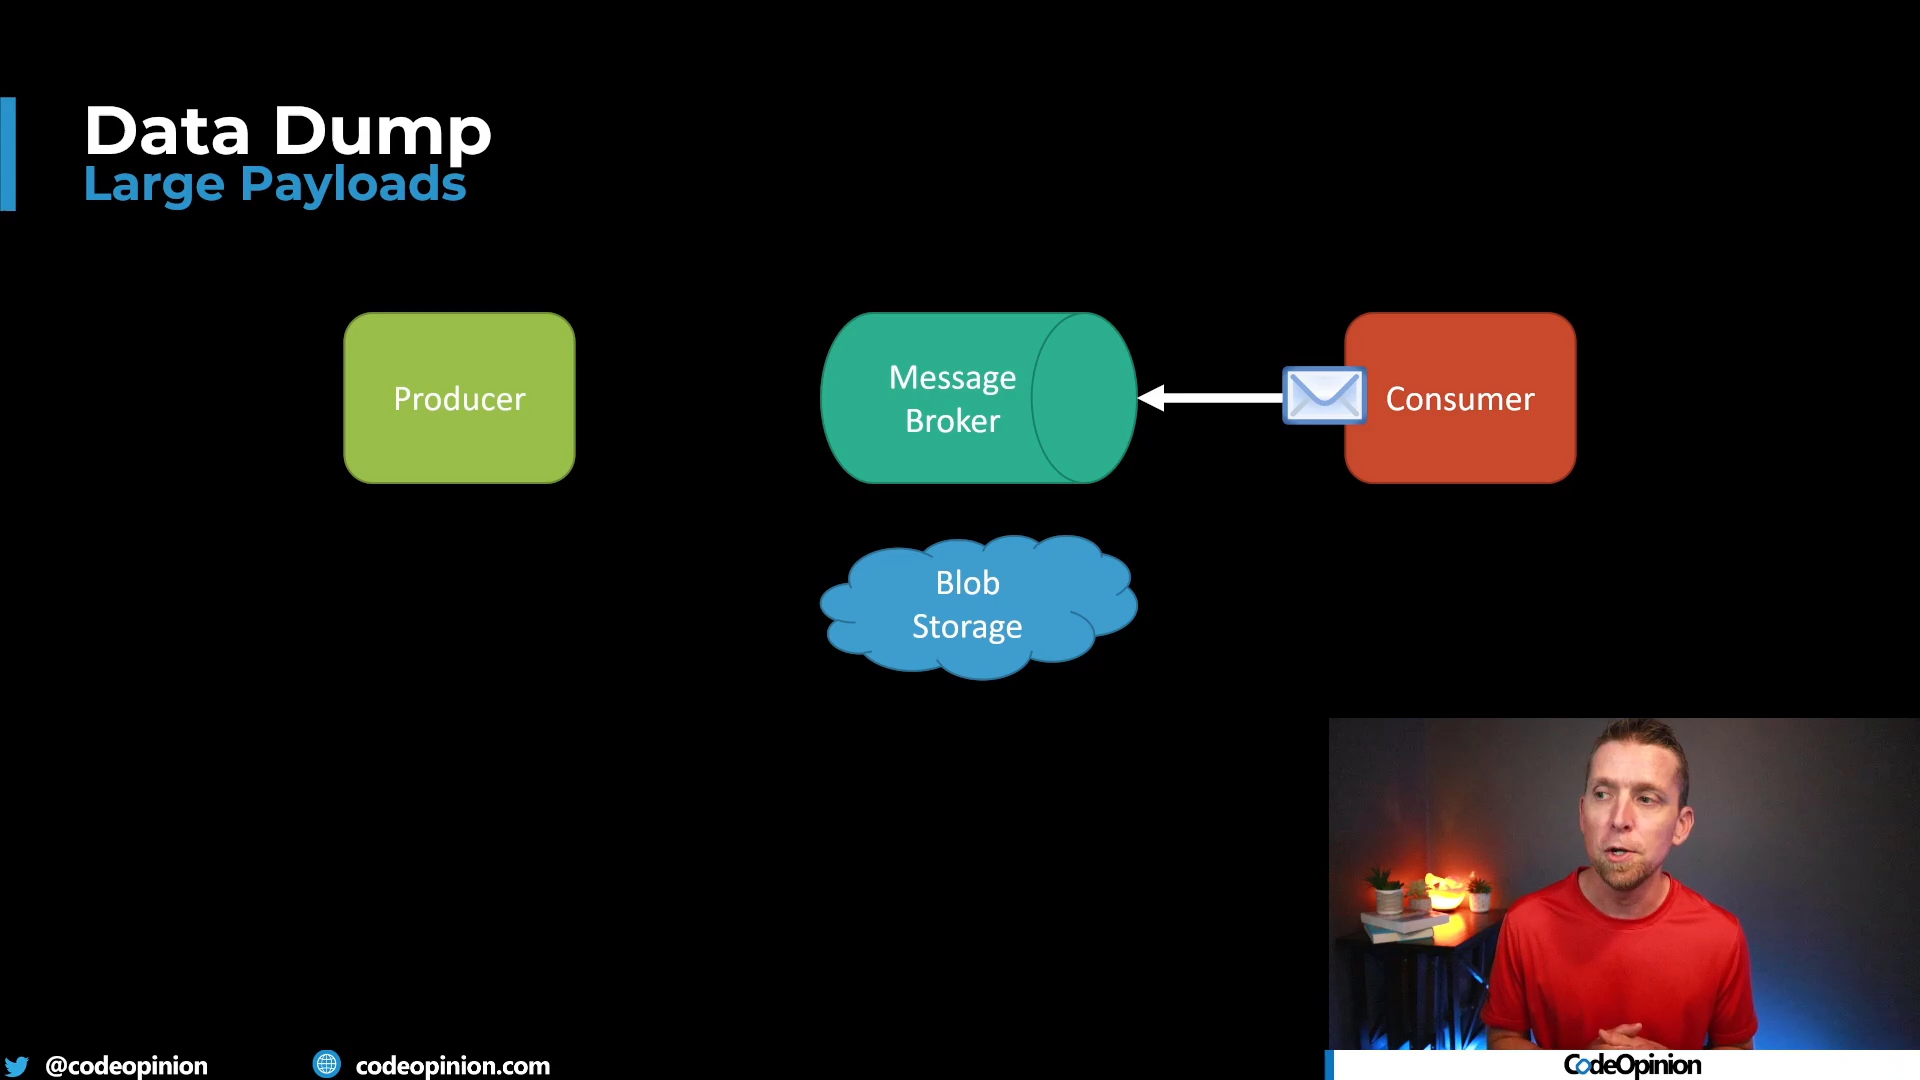 Data Dump
Large Payloads
Producer
Message
Broker
Consumer
Blob
Storage
@codeopinion
codeopinion.com
CodeOpinion